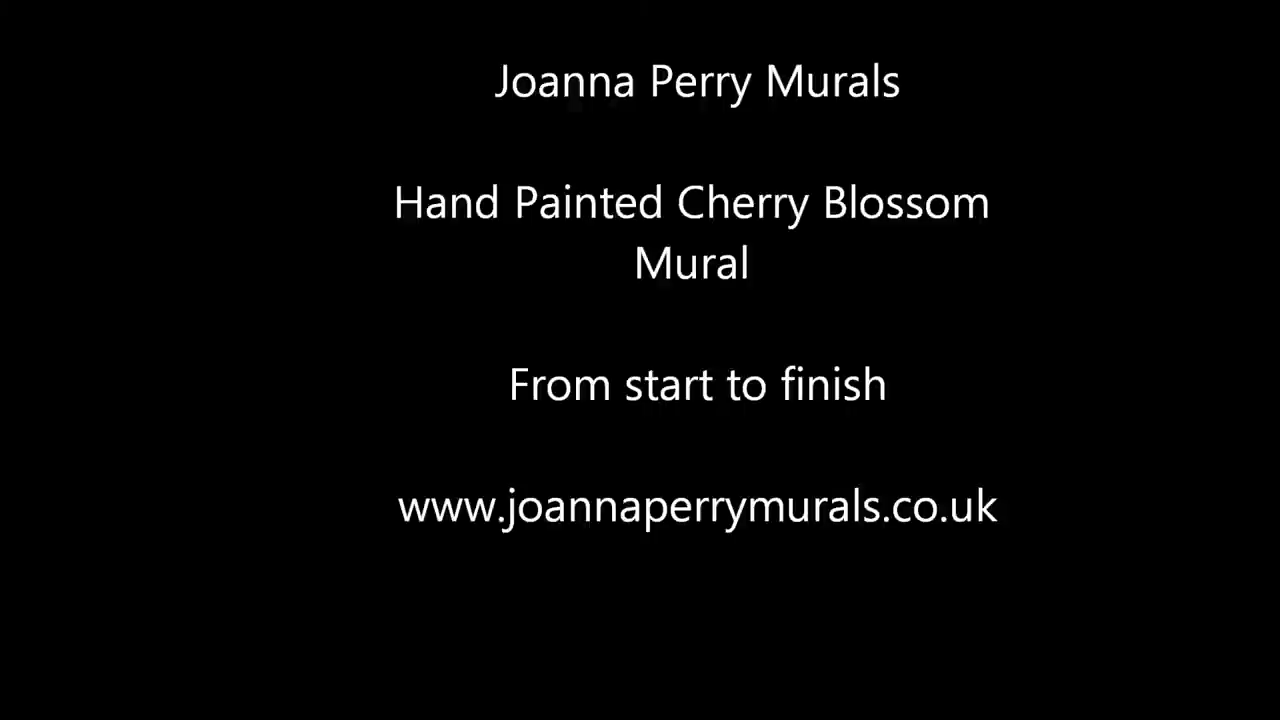 Joanna Perry Murals
Hand Painted Cherry Blossom
Mural
From start to finish
www.joannaperrymurals.co.uk